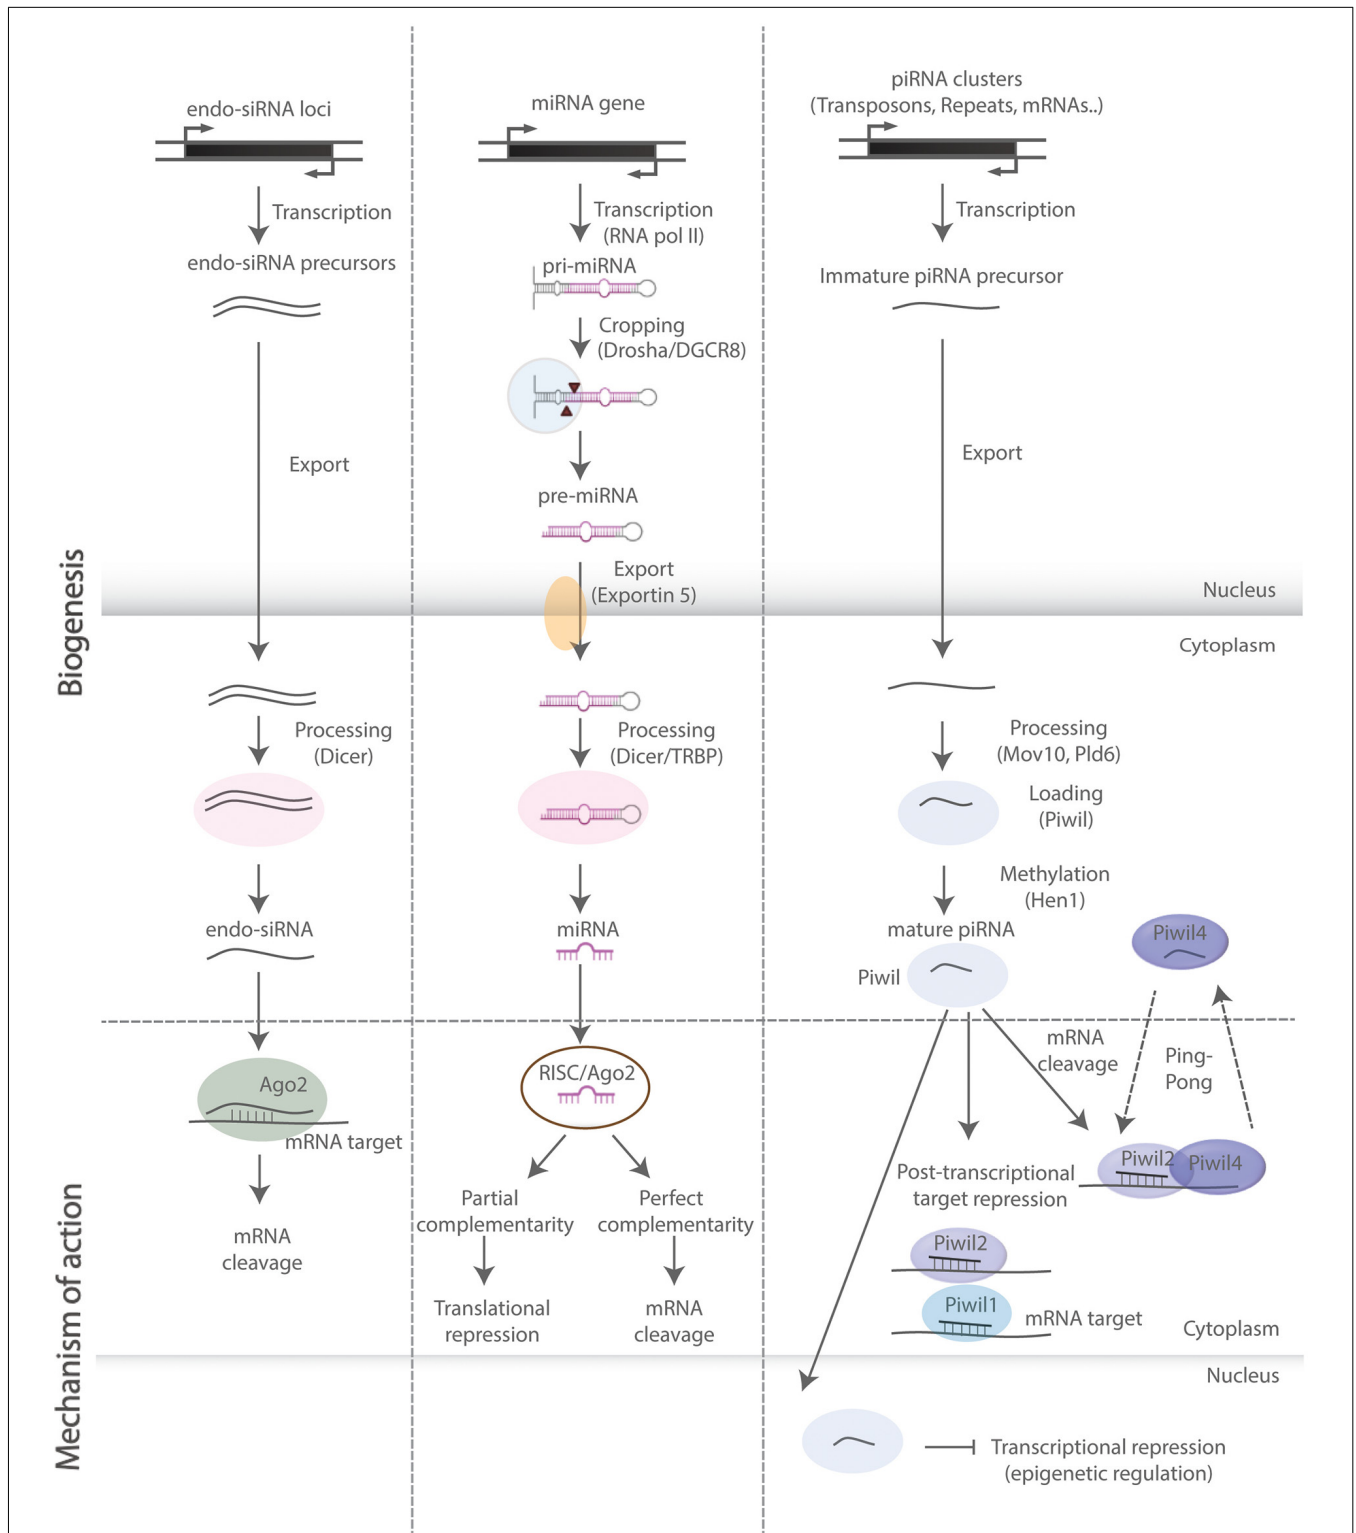 endo-siRNA loci
Transcription
endo-siRNA precursors
Export
Processing
(Dicer)
endo-siRNA
Ago2
mRNA target
mRNA
cleavage
miRNA gene
Transcription
(RNA pol II)
pri-miRNA
Cropping
(Drosha/DGCR8)
pre-miRNA
Export
(Exportin 5)
Processing
(Dicer/TRBP)
miRNA
RISC/Ago2
Partial
complementarity
Translational
repression
Perfect
complementarity
mRNA
cleavage
piRNA clusters
(Transposons, Repeats, mRNAs..)
Transcription
Immature piRNA precursor
Export
Nucleus
Cytoplasm
Processing
(Mov10, Pld6)
Loading
(Piwil)
Methylation
(Hen1)
mature piRNA
Piwil
Piwil4
mRNA
cleavage
Ping-
Pong
Piwil2
Piwil4
Post-transcriptional
target repression
Piwil2
Piwil1
mRNA target
Cytoplasm
Nucleus
Transcriptional repression
(epigenetic regulation)
Biogenesis
Mechanism of action